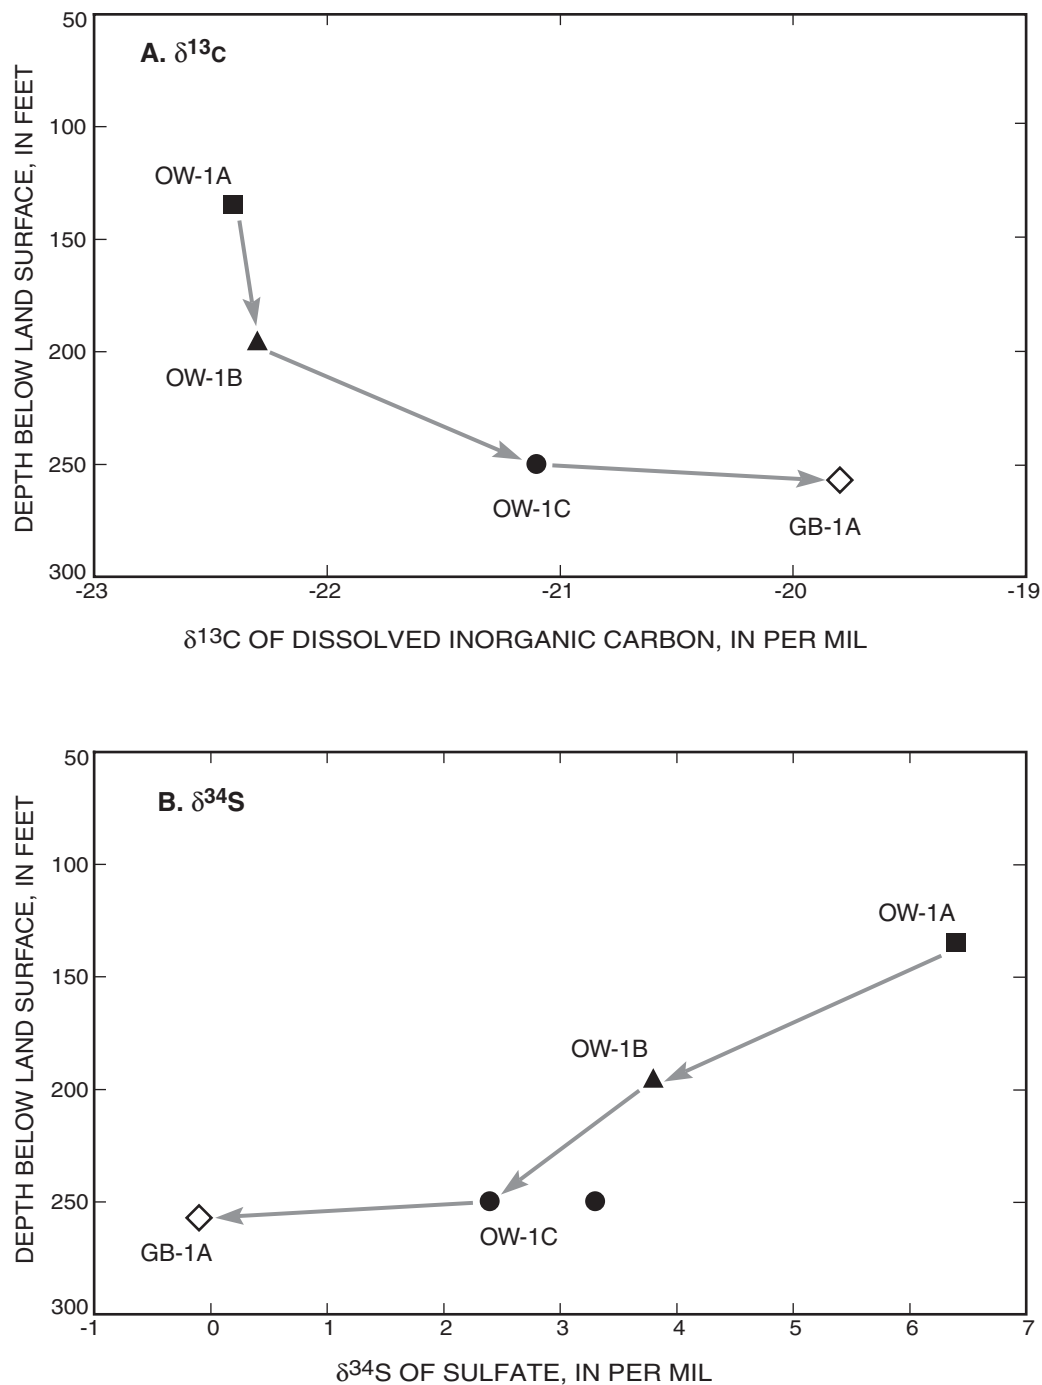 A. δ13C
DEPTH BELOW LAND SURFACE, IN FEET
50
100
150
200
250
300
OW-1A
OW-1B
OW-1C
GB-1A
-23 -22 -21 -20 -19
δ13C OF DISSOLVED INORGANIC CARBON, IN PER MIL
B. δ34S
DEPTH BELOW LAND SURFACE, IN FEET
50
100
150
200
250
300
OW-1A
OW-1B
OW-1C
GB-1A
-1 0 1 2 3 4 5 6 7
δ34S OF SULFATE, IN PER MIL